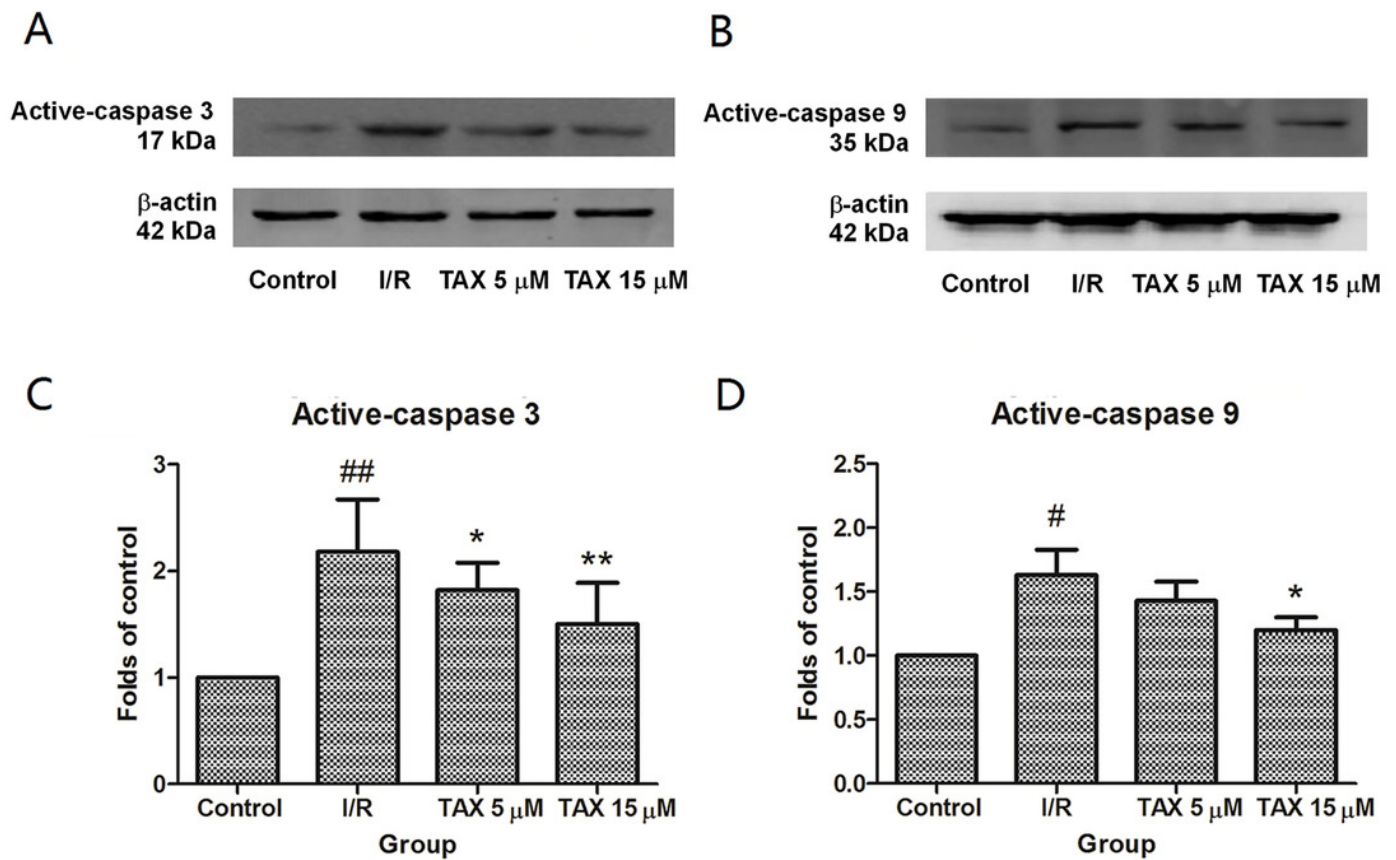 A
Active-caspase 3
17 kDa
β-actin
42 kDa
Control I/R TAX 5 μM TAX 15 μM
B
Active-caspase 9
35 kDa
β-actin
42 kDa
Control I/R TAX 5 μM TAX 15 μM
C
Active-caspase 3
Folds of control
3
2
1
0
##
*
**
Control I/R TAX 5 μM TAX 15 μM
Group
D
Active-caspase 9
Folds of control
2.5
2.0
1.5
1.0
0.5
0.0
#
*
Control I/R TAX 5 μM TAX 15 μM
Group